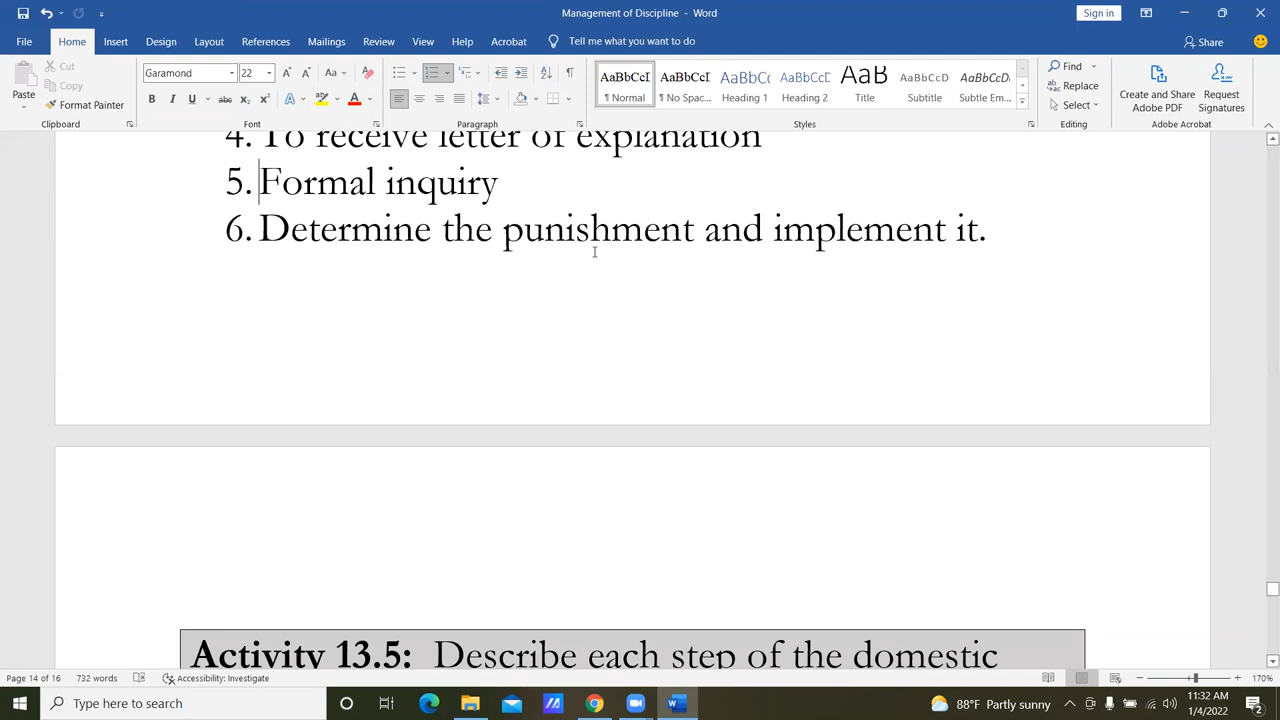 Management of Discipline - Word
Sign in
File Home Insert Design Layout References Mailings Review View Help Acrobat Tell me what you want to do Share
Paste
Cut
Copy
Format Painter
Clipboard
Garamond 22
Font
Paragraph
AaBbCcI AaBbCcI AaBbCc AaBbCcI AaB AaBbCcD AaBbCcD
¶ Normal ¶ No Spac... Heading 1 Heading 2 Title Subtitle Subtle Em...
Styles
Find
Replace
Select
Editing
Create and Share Adobe PDF
Request Signatures
Adobe Acrobat
4. To receive letter of explanation
5. Formal inquiry
6. Determine the punishment and implement it.
Activity 13.5: Describe each step of the domestic
Page 14 of 16 732 words Accessibility: Investigate 170%
Type here to search
88°F Partly sunny
11:32 AM
1/4/2022
2